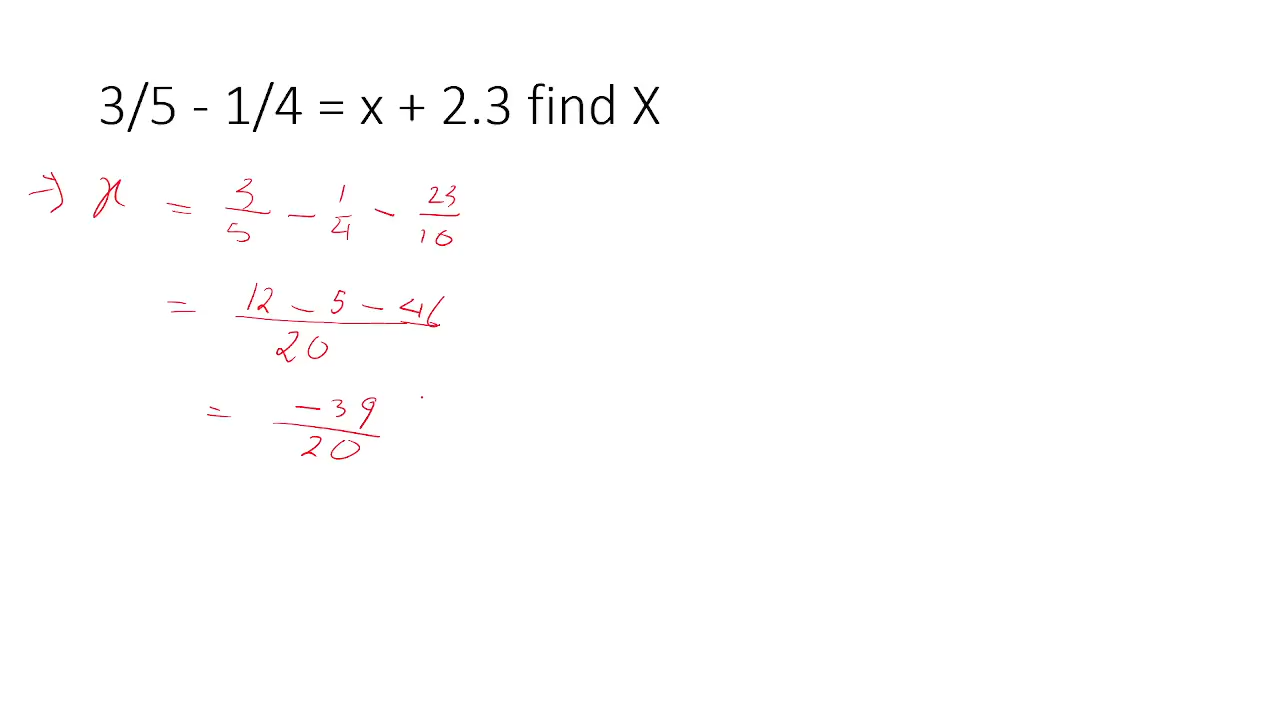 3/5 - 1/4 = x + 2.3 find X
⇒ x = 3/5 - 1/4 - 23/10
= 12 - 5 - 46/20
= -39/20